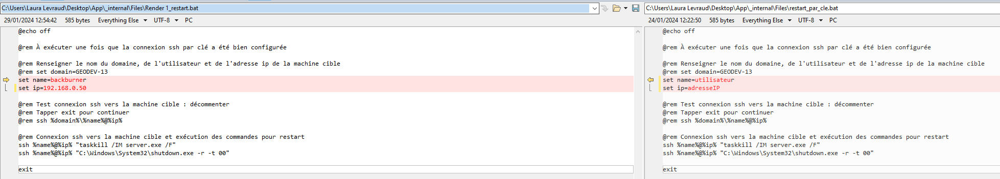 C:\Users\Laura Levraud\Desktop\App\_internal\Files\Render 1_restart.bat
29/01/2024 12:54:42 585 bytes Everything Else UTF-8 PC
@echo off
@rem À exécuter une fois que la connexion ssh par clé a été bien configurée
@rem Renseigner le nom du domaine, de l'utilisateur et de l'adresse ip de la machine cible
@rem set domain=GEODEV-13
set name=backburner
set ip=192.168.0.50
@rem Test connexion ssh vers la machine cible : décommenter
@rem Tapper exit pour continuer
@rem ssh %domain%\%name%@%ip%
@rem Connexion ssh vers la machine cible et exécution des commandes pour restart
ssh %name%@%ip% "taskkill /IM server.exe /F"
ssh %name%@%ip% "C:\Windows\System32\shutdown.exe -r -t 00"
exit
C:\Users\Laura Levraud\Desktop\App\_internal\Files\restart_par_cle.bat
24/01/2024 12:22:50 585 bytes Everything Else UTF-8 PC
@echo off
@rem À exécuter une fois que la connexion ssh par clé a été bien configurée
@rem Renseigner le nom du domaine, de l'utilisateur et de l'adresse ip de la machine cible
@rem set domain=GEODEV-13
set name=utilisateur
set ip=adresseIP
@rem Test connexion ssh vers la machine cible : décommenter
@rem Tapper exit pour continuer
@rem ssh %domain%\%name%@%ip%
@rem Connexion ssh vers la machine cible et exécution des commandes pour restart
ssh %name%@%ip% "taskkill /IM server.exe /F"
ssh %name%@%ip% "C:\Windows\System32\shutdown.exe -r -t 00"
exit